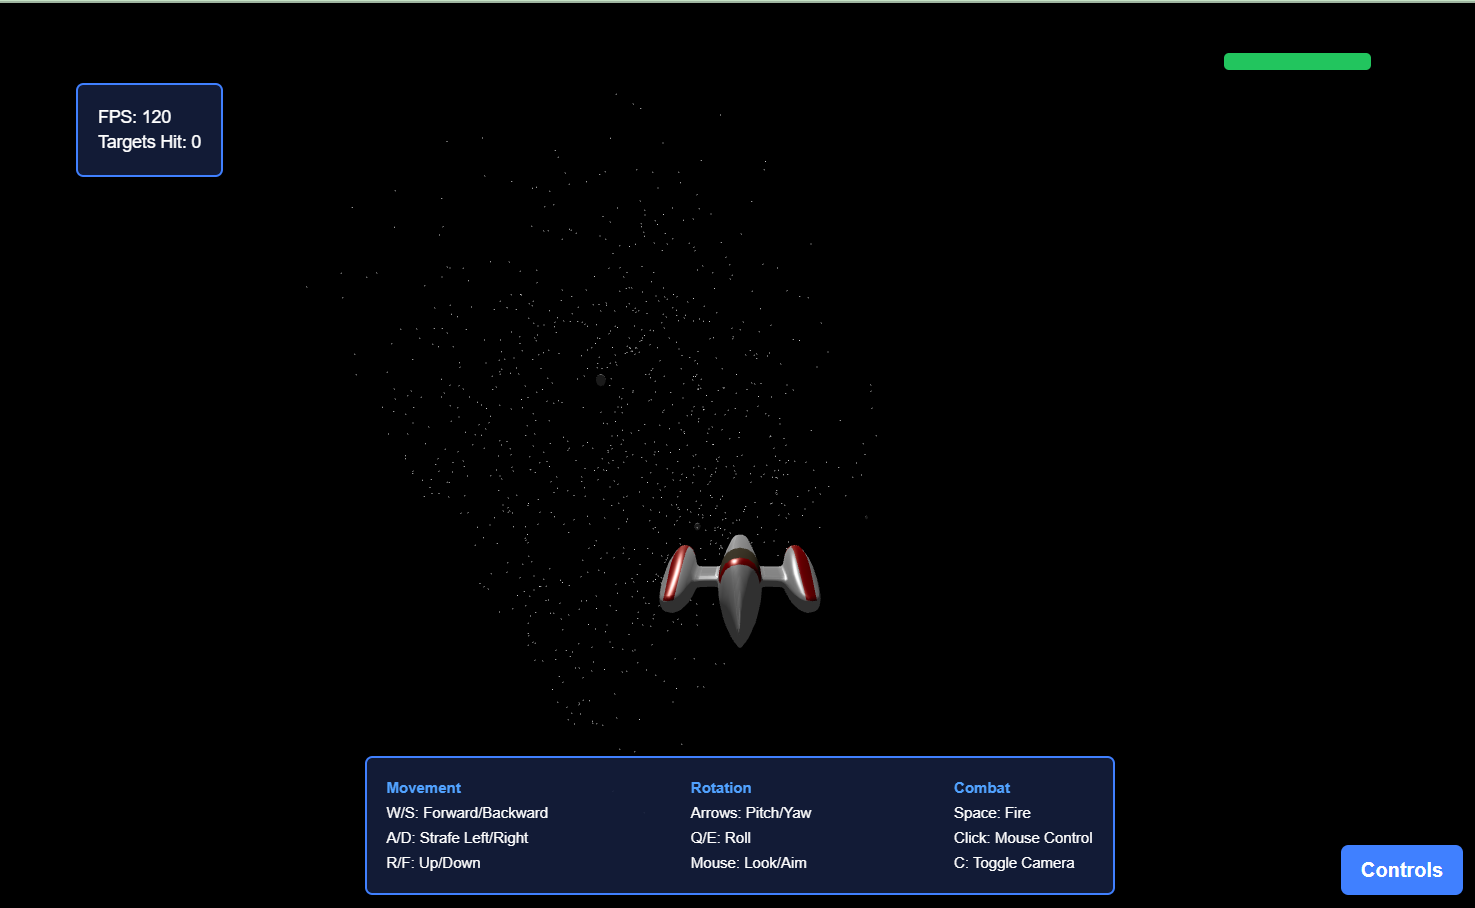 FPS: 120
Targets Hit: 0
Movement
W/S: Forward/Backward
A/D: Strafe Left/Right
R/F: Up/Down
Rotation
Arrows: Pitch/Yaw
Q/E: Roll
Mouse: Look/Aim
Combat
Space: Fire
Click: Mouse Control
C: Toggle Camera
Controls